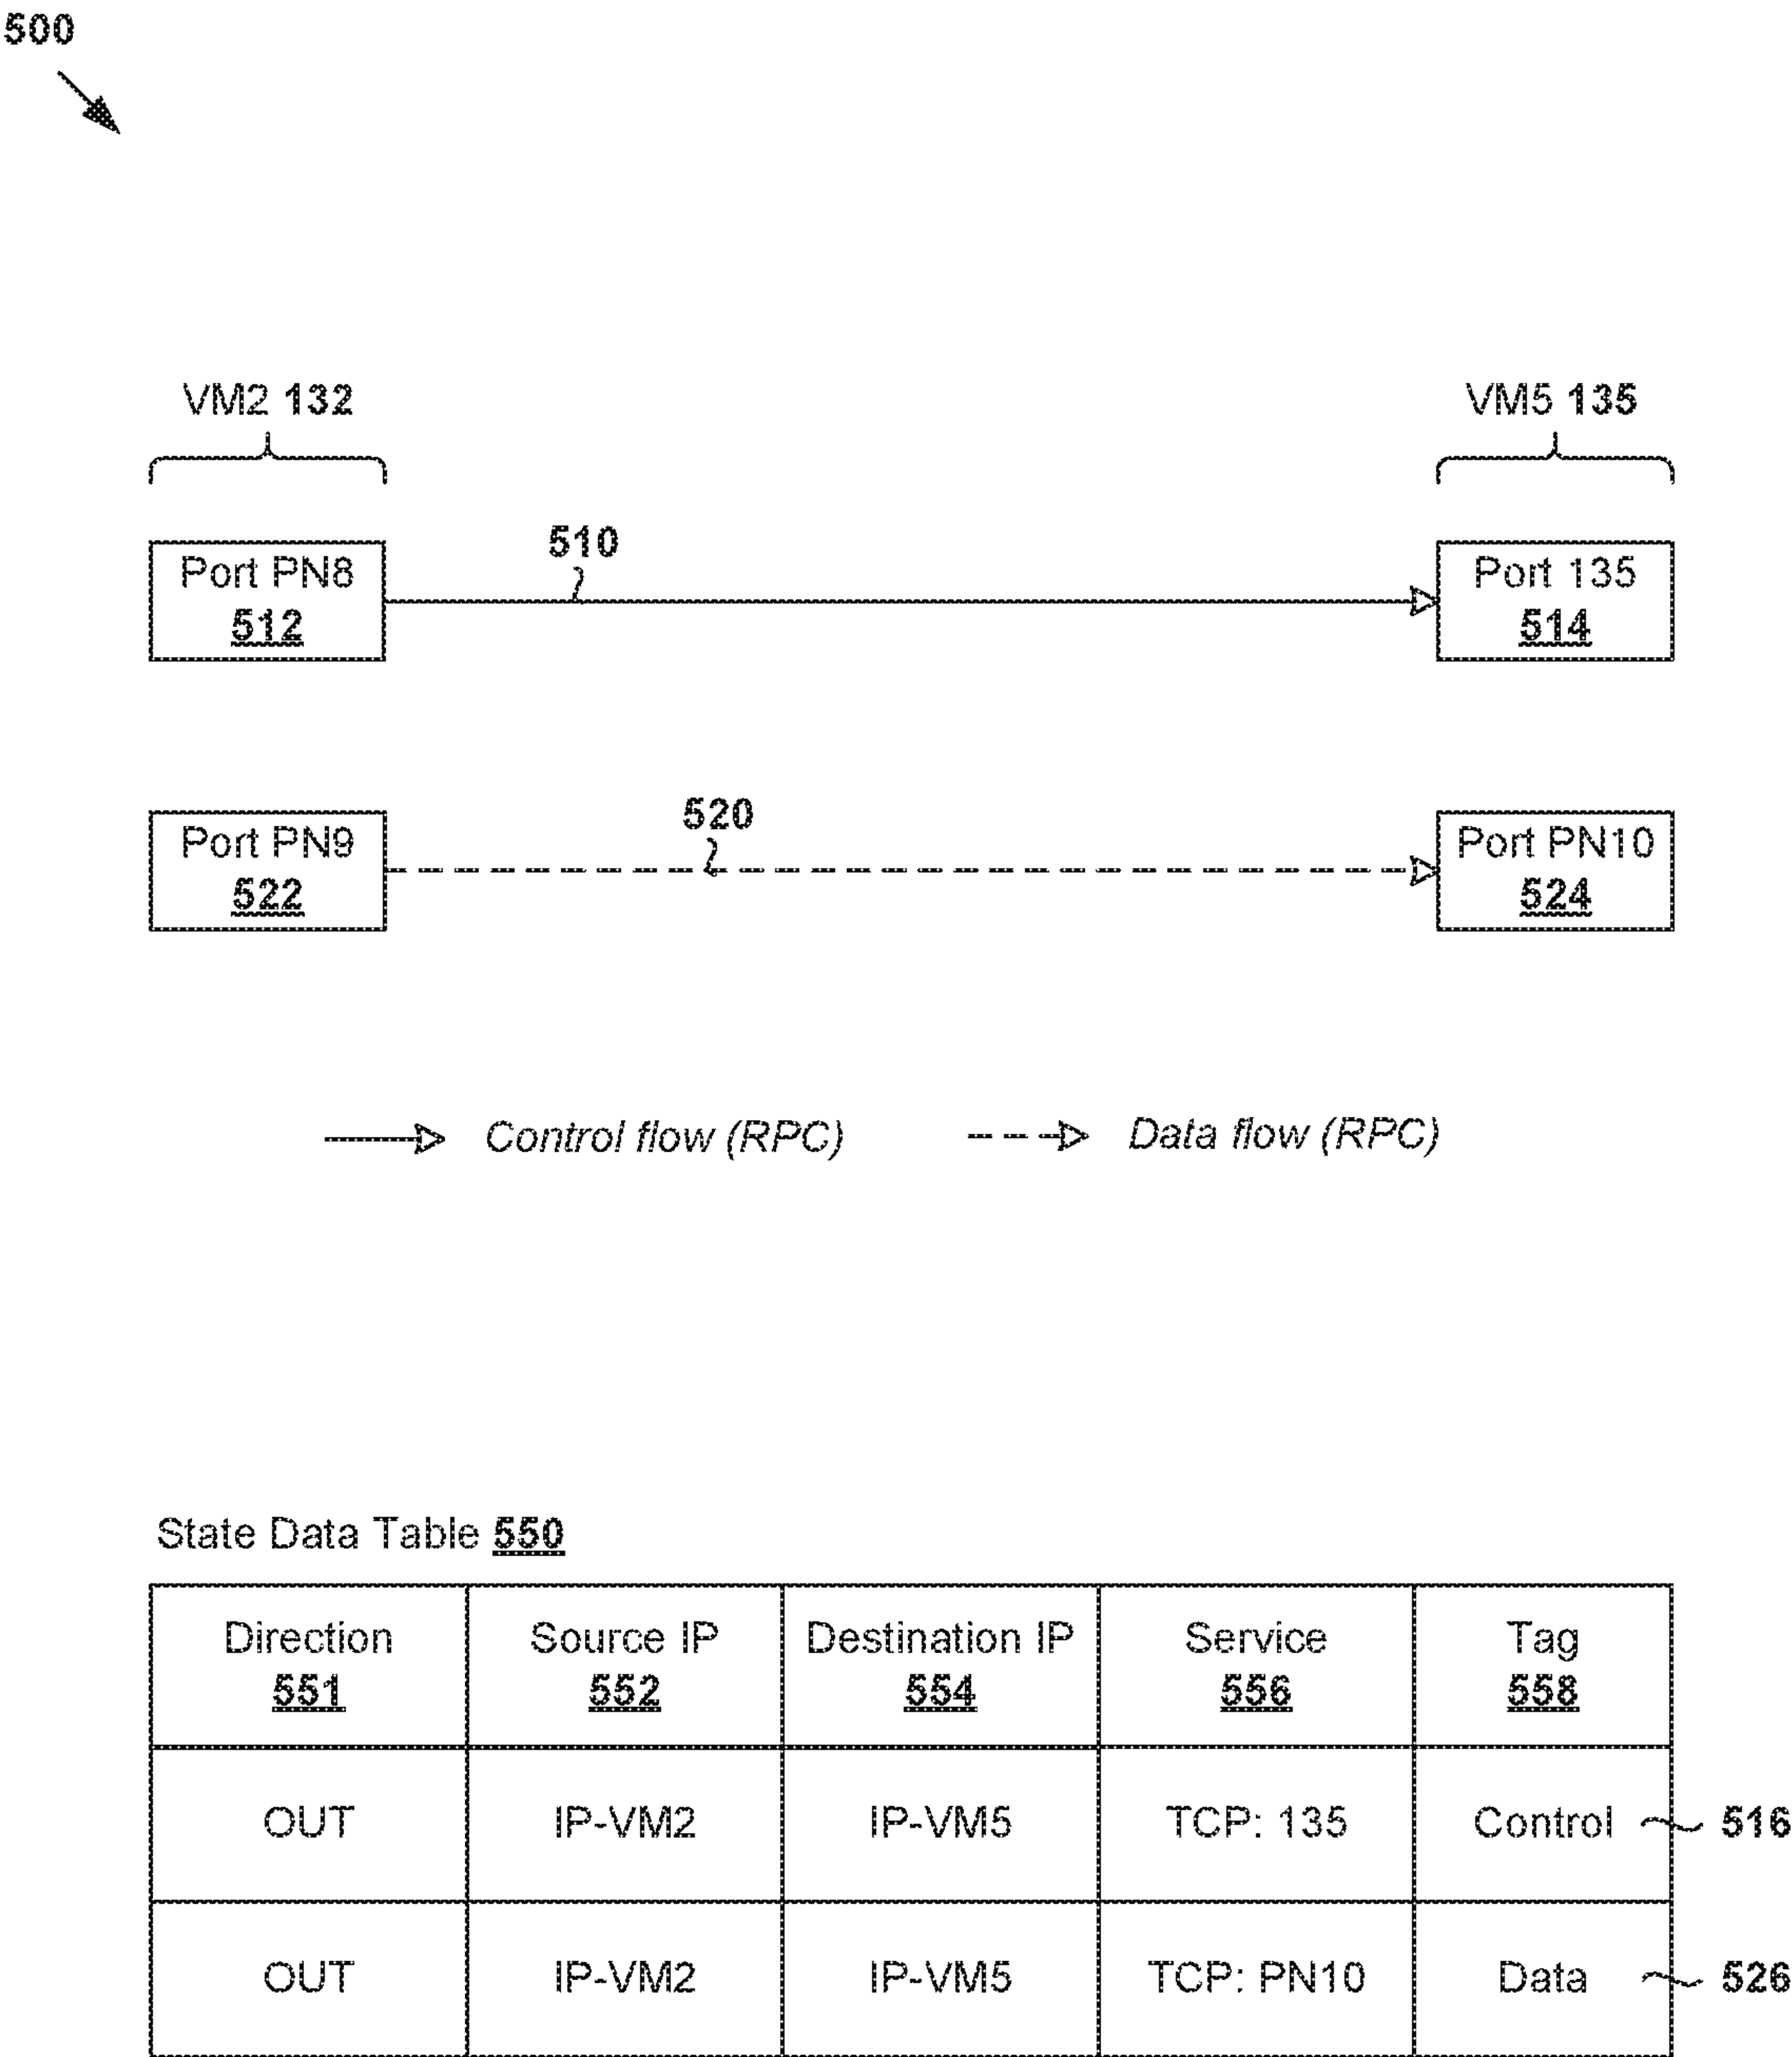 500
VM2 132 VM5 135
510
Port PN8 Port 135
512 514
520
Port PN9 Port PN10
522 524
Control flow (RPC) Data flow (RPC)
State Data Table 550
Direction Source IP Destination IP Service Tag
551 552 554 556 558
OUT IP-VM2 IP-VM5 TCP: 135 Control 516
OUT IP-VM2 IP-VM5 TCP: PN10 Data 526